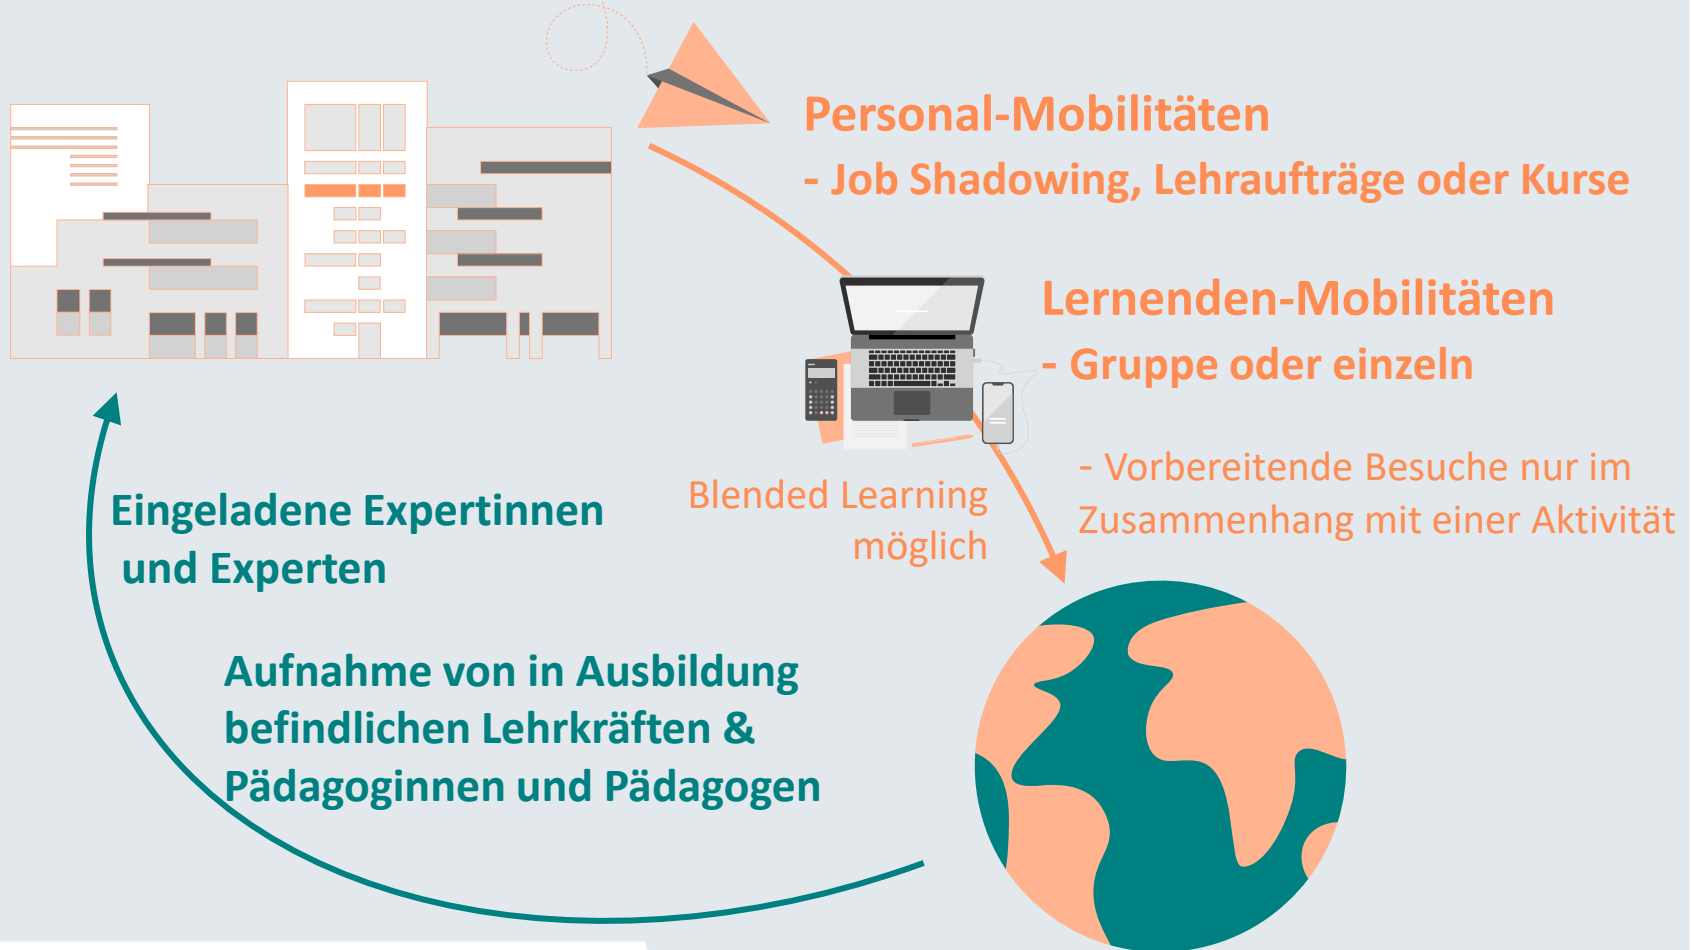 Personal-Mobilitäten
- Job Shadowing, Lehraufträge oder Kurse
Lernenden-Mobilitäten
- Gruppe oder einzeln
- Vorbereitende Besuche nur im
Zusammenhang mit einer Aktivität
Blended Learning
möglich
Eingeladene Expertinnen
und Experten
Aufnahme von in Ausbildung
befindlichen Lehrkräften &
Pädagoginnen und Pädagogen